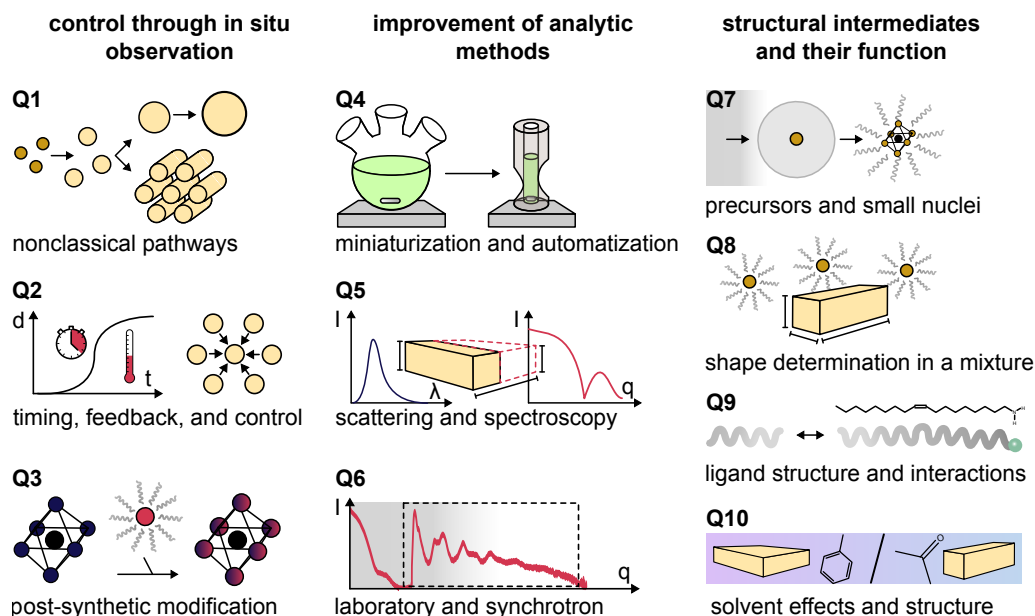 control through in situ
observation
Q1
nonclassical pathways
Q2
d
t
timing, feedback, and control
Q3
post-synthetic modification
improvement of analytic
methods
Q4
miniaturization and automatization
Q5
I
λ
I
q
scattering and spectroscopy
Q6
I
q
laboratory and synchrotron
structural intermediates
and their function
Q7
precursors and small nuclei
Q8
shape determination in a mixture
Q9
N
H
H
ligand structure and interactions
Q10
O
solvent effects and structure